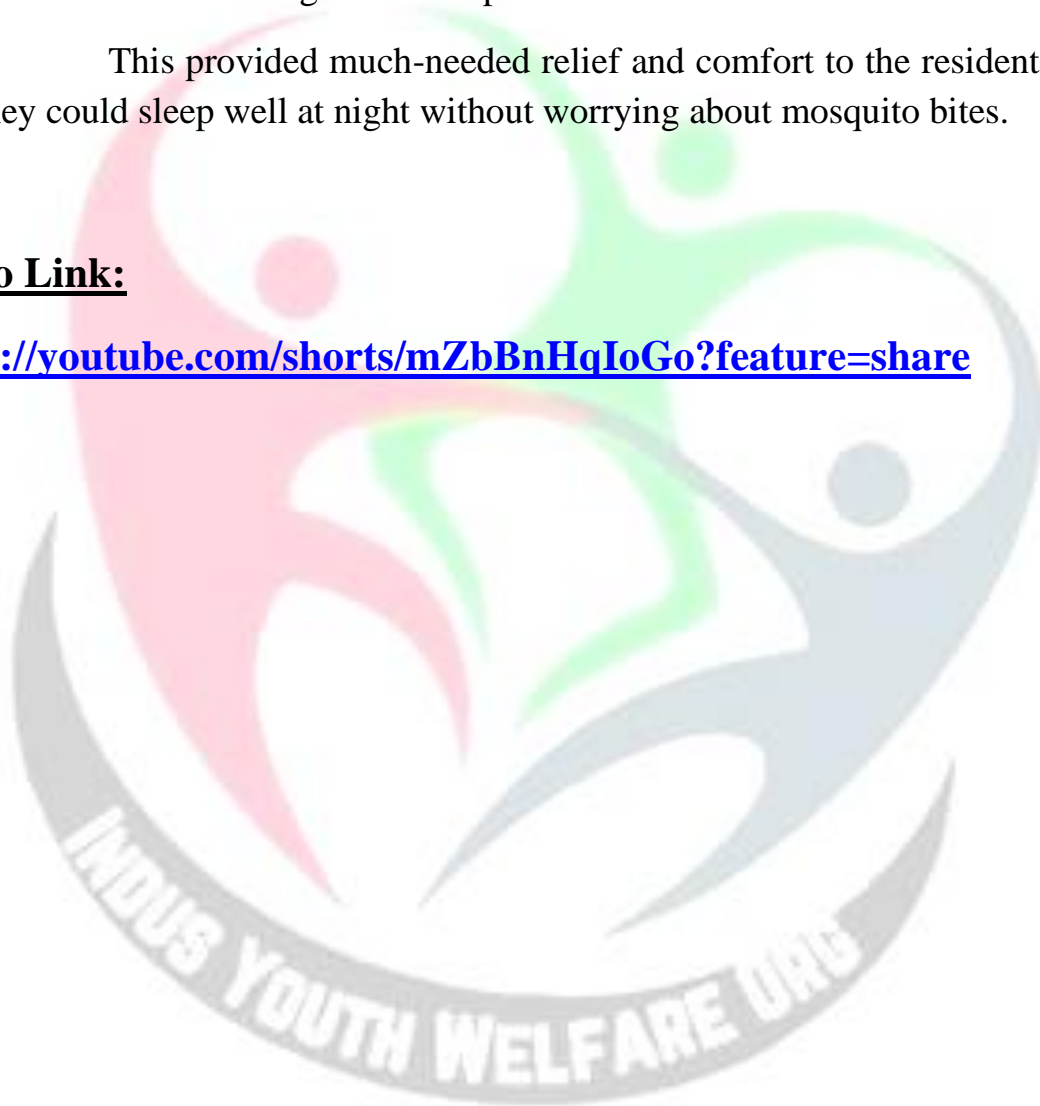 This provided much-needed relief and comfort to the resident
ey could sleep well at night without worrying about mosquito bites.
o Link:
://youtube.com/shorts/mZbBnHqIoGo?feature=share
INDUS YOUTH WELFARE ORG